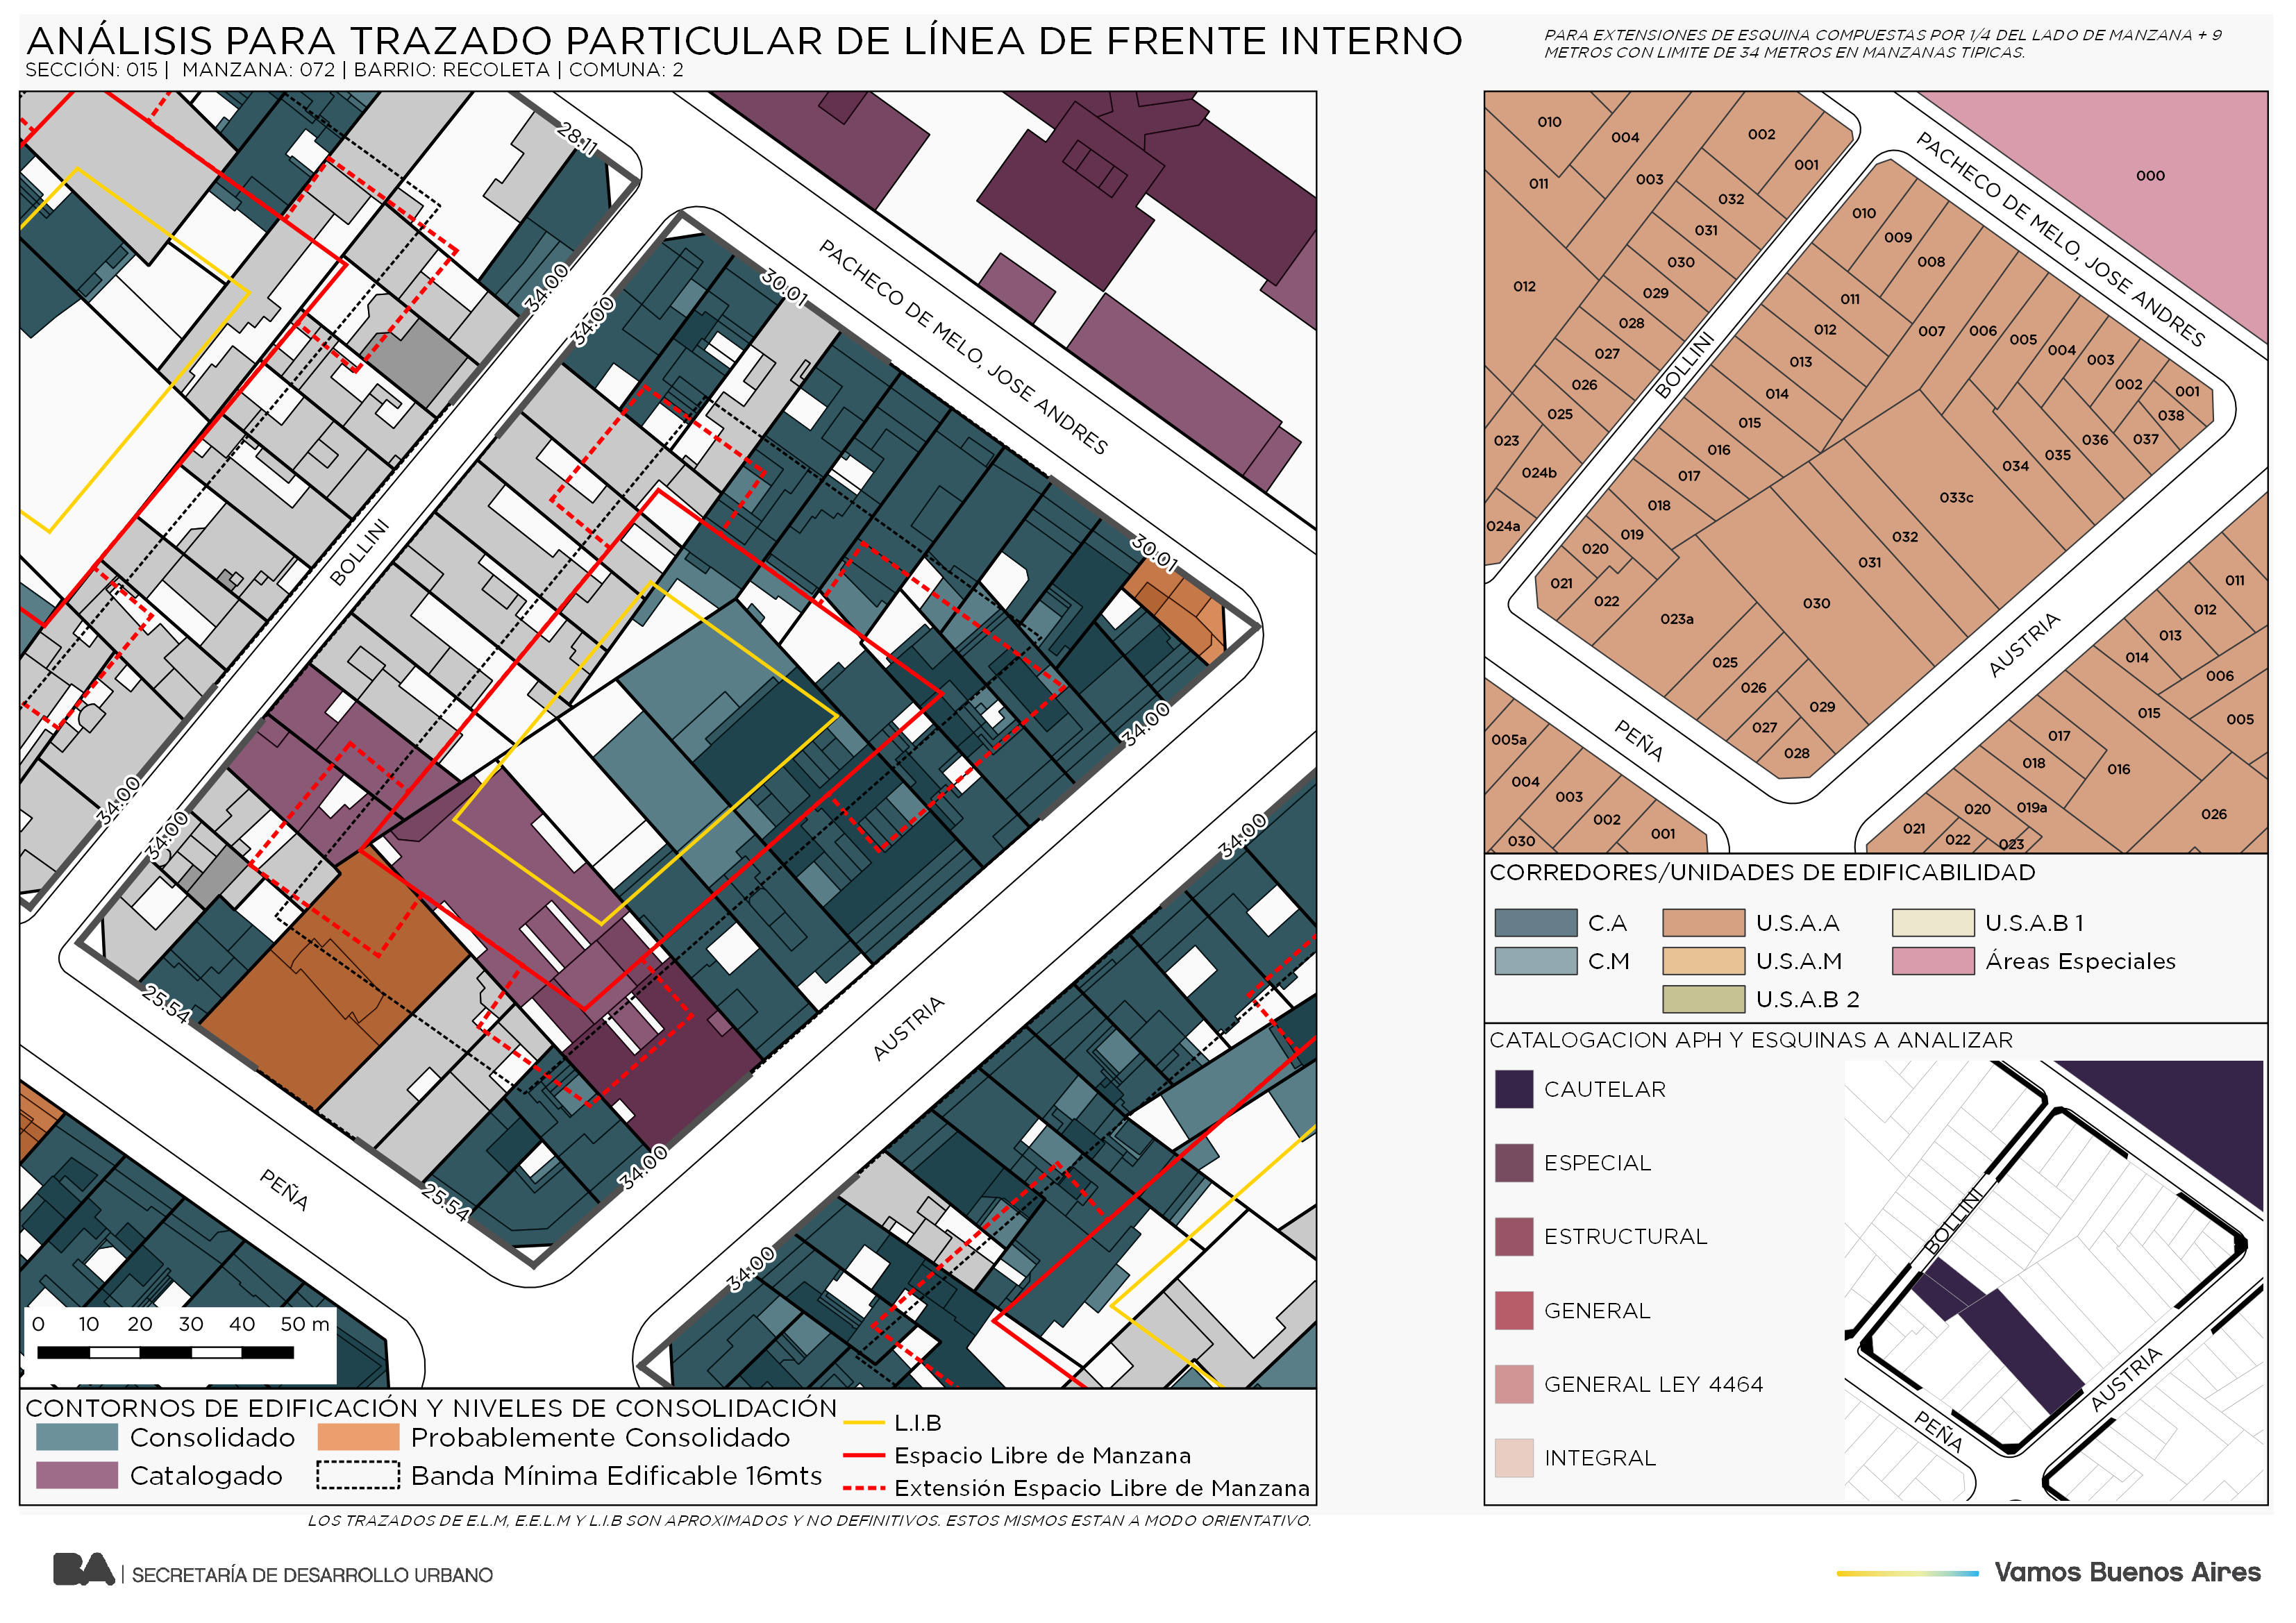 ANÁLISIS PARA TRAZADO PARTICULAR DE LÍNEA DE FRENTE INTERNO
SECCIÓN: 015 | MANZANA: 072 | BARRIO: RECOLETA | COMUNA: 2
PARA EXTENSIONES DE ESQUINA COMPUESTAS POR 1/4 DEL LADO DE MANZANA + 9
METROS CON LIMITE DE 34 METROS EN MANZANAS TIPICAS.
28.11
34.00
34.00
30.01
PACHECO DE MELO, JOSE ANDRES
30.01
BOLLINI
34.00
34.00
34.00
34.00
25.54
AUSTRIA
25.54
34.00
34.00
PEÑA
0 10 20 30 40 50 m
CONTORNOS DE EDIFICACIÓN Y NIVELES DE CONSOLIDACIÓN
Consolidado
Probablemente Consolidado
Catalogado
Banda Mínima Edificable 16mts
L.I.B
Espacio Libre de Manzana
Extensión Espacio Libre de Manzana
LOS TRAZADOS DE E.L.M, E.E.L.M Y L.I.B SON APROXIMADOS Y NO DEFINITIVOS. ESTOS MISMOS ESTAN A MODO ORIENTATIVO.
010
004
002
001
011
003
032
031
030
012
029
028
027
026
025
023
024b
024a
000
PACHECO DE MELO, JOSE ANDRES
BOLLINI
010
009
008
011
012
007
006
005
004
003
002
001
038
037
036
035
034
013
014
015
016
017
018
019
020
021
022
023a
033c
032
031
030
025
026
027
028
029
AUSTRIA
PEÑA
005a
004
003
002
001
030
011
012
013
014
006
015
005
017
018
016
019a
020
021
022
023
026
CORREDORES/UNIDADES DE EDIFICABILIDAD
C.A
U.S.A.A
U.S.A.B 1
C.M
U.S.A.M
Áreas Especiales
U.S.A.B 2
CATALOGACION APH Y ESQUINAS A ANALIZAR
CAUTELAR
ESPECIAL
ESTRUCTURAL
GENERAL
GENERAL LEY 4464
INTEGRAL
BOLLINI
AUSTRIA
PEÑA
BA | SECRETARÍA DE DESARROLLO URBANO
Vamos Buenos Aires